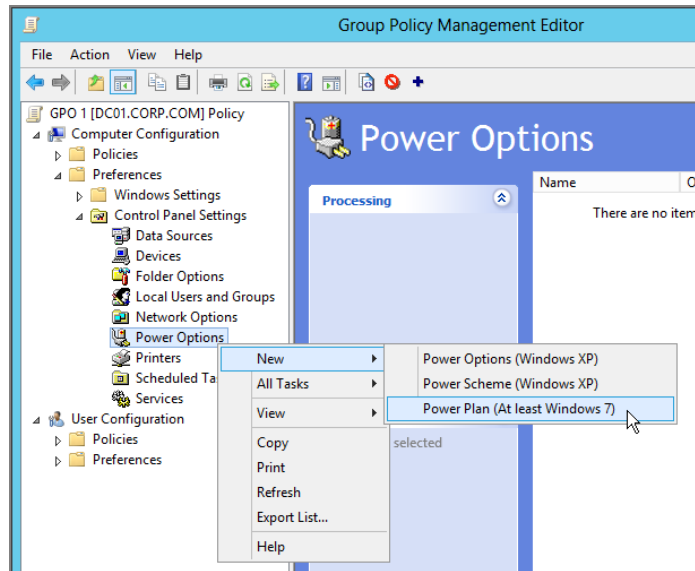 Group Policy Management Editor
File Action View Help
GPO 1 [DC01.CORP.COM] Policy
Computer Configuration
Policies
Preferences
Windows Settings
Control Panel Settings
Data Sources
Devices
Folder Options
Local Users and Groups
Network Options
Power Options
Printers
Scheduled Ta
Services
User Configuration
Policies
Preferences
Power Options
Processing
Name O
There are no item
selected
New
All Tasks
View
Copy
Print
Refresh
Export List...
Help
Power Options (Windows XP)
Power Scheme (Windows XP)
Power Plan (At least Windows 7)